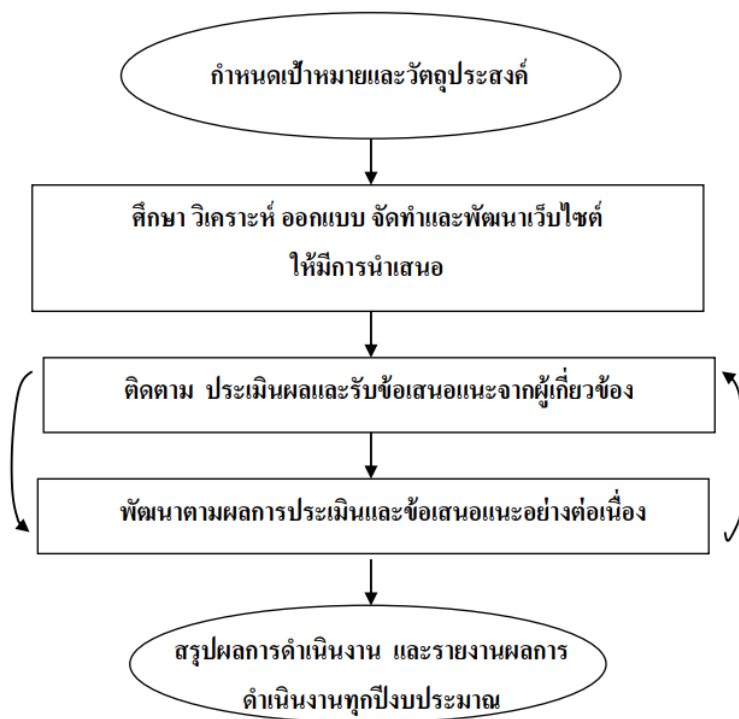 กำหนดเป้าหมายและวัตถุประสงค์
ศึกษา วิเคราะห์ ออกแบบ จัดทำและพัฒนาเว็บไซต์
ให้มีการนำเสนอ
ติดตาม ประเมินผลและรับข้อเสนอแนะจากผู้เกี่ยวข้อง
พัฒนาตามผลการประเมินและข้อเสนอแนะอย่างต่อเนื่อง
สรุปผลการดำเนินงาน และรายงานผลการ
ดำเนินงานทุกปีงบประมาณ